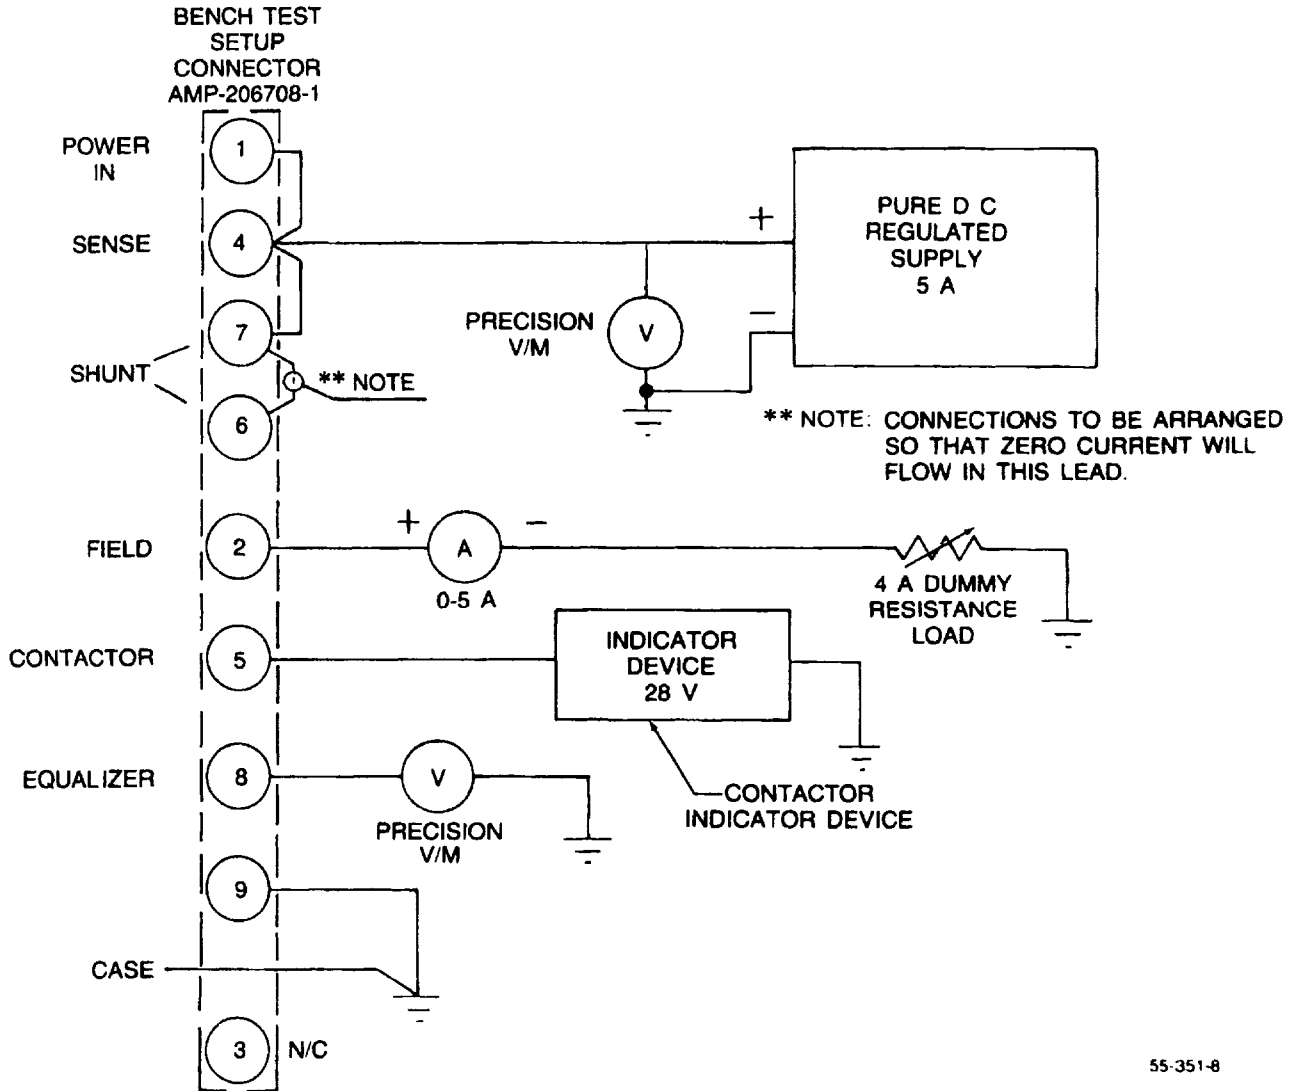 BENCH TEST
SETUP
CONNECTOR
AMP-206708-1
POWER
IN
1
SENSE
4
7
SHUNT
6
** NOTE
+
PURE D C
REGULATED
SUPPLY
5 A
PRECISION
V/M
V
−
** NOTE: CONNECTIONS TO BE ARRANGED
SO THAT ZERO CURRENT WILL
FLOW IN THIS LEAD.
FIELD
2
+
A
−
0-5 A
4 A DUMMY
RESISTANCE
LOAD
CONTACTOR
5
INDICATOR
DEVICE
28 V
CONTACTOR
INDICATOR DEVICE
EQUALIZER
8
V
PRECISION
V/M
9
CASE
3
N/C
55-351-8